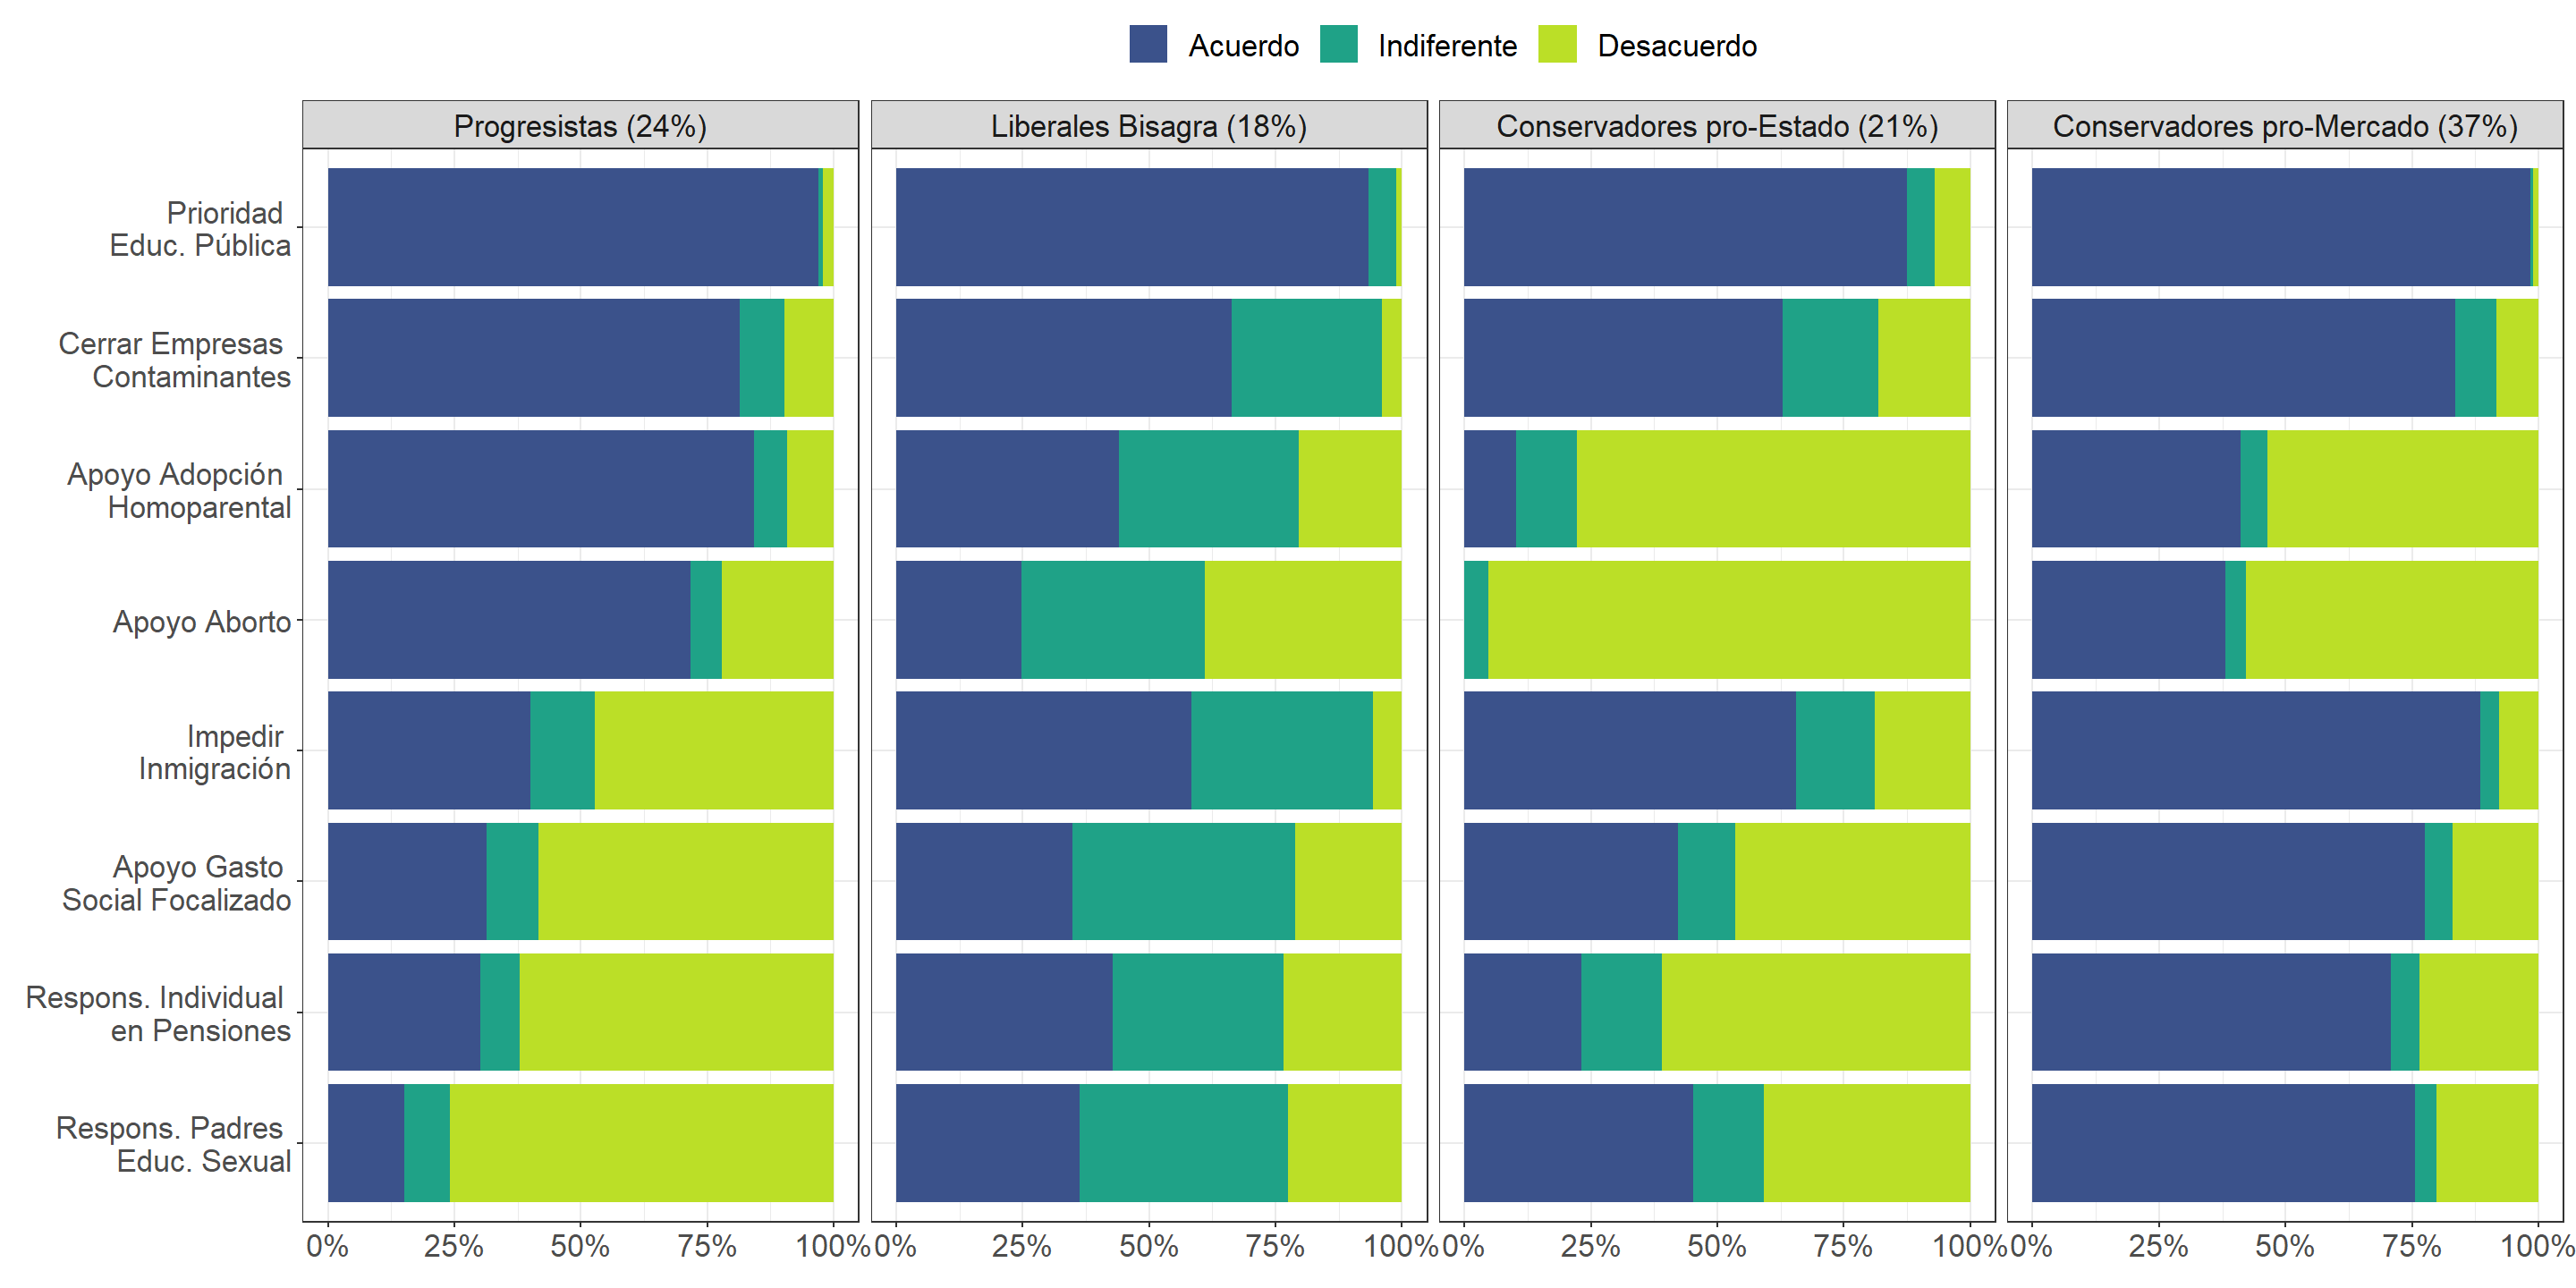 Acuerdo Indiferente Desacuerdo
Progresistas (24%) Liberales Bisagra (18%) Conservadores pro-Estado (21%) Conservadores pro-Mercado (37%)
Prioridad
Educ. Pública
Cerrar Empresas
Contaminantes
Apoyo Adopción
Homoparental
Apoyo Aborto
Impedir
Inmigración
Apoyo Gasto
Social Focalizado
Respons. Individual
en Pensiones
Respons. Padres
Educ. Sexual
0% 25% 50% 75% 100% 0% 25% 50% 75% 100% 0% 25% 50% 75% 100% 0% 25% 50% 75% 100%